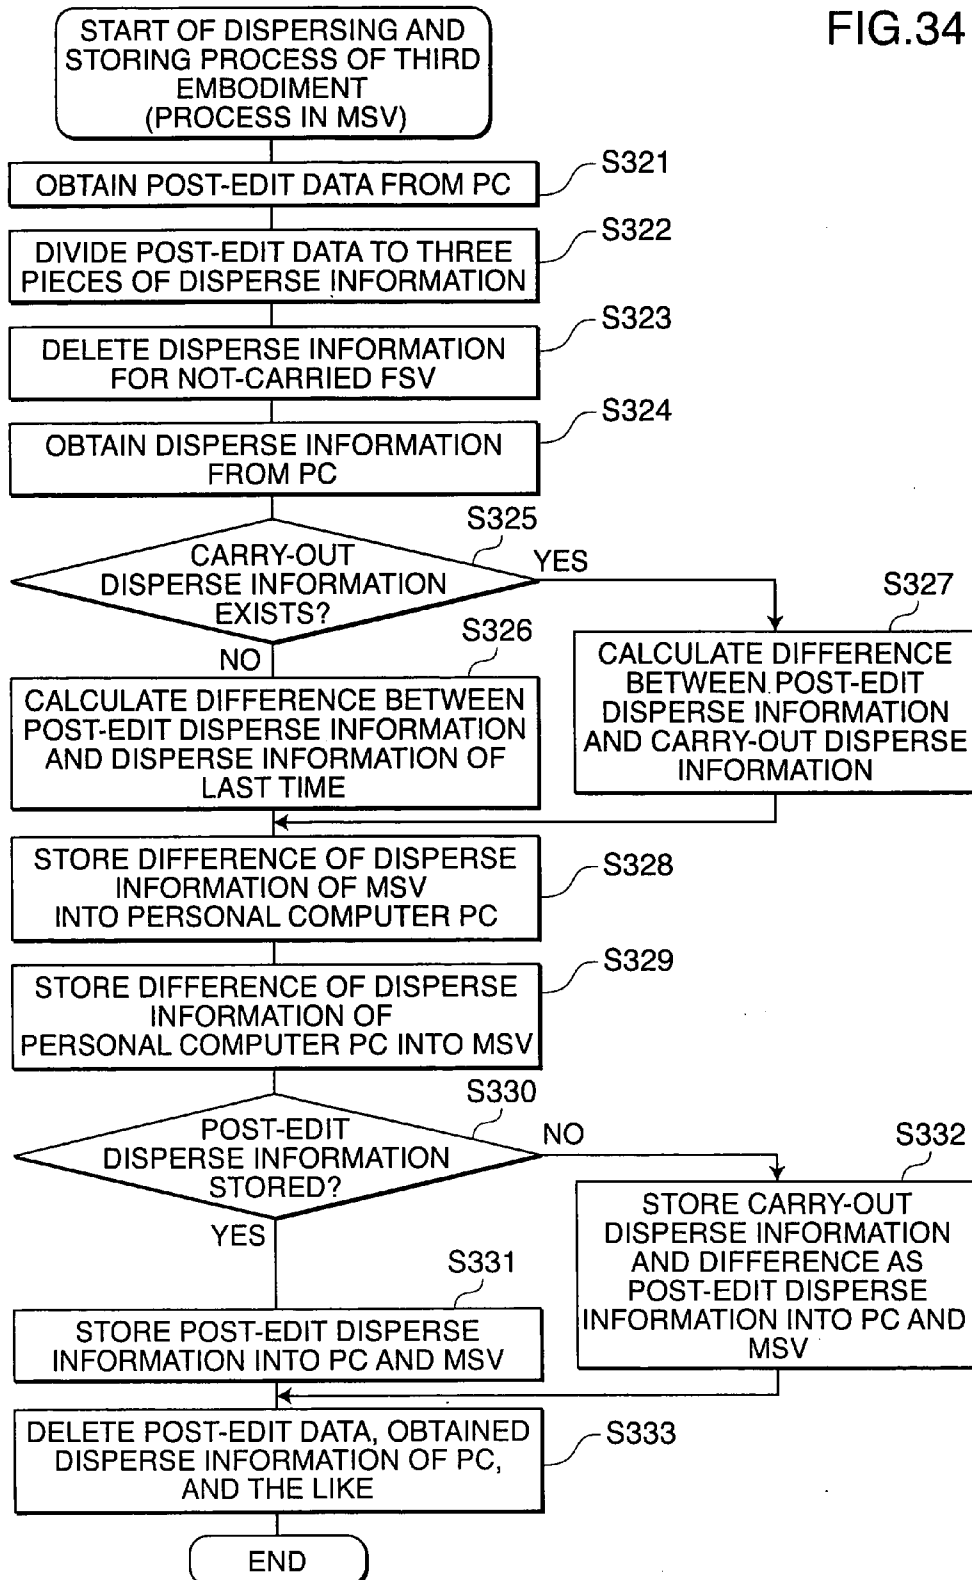 FIG.34
START OF DISPERSING AND
STORING PROCESS OF THIRD
EMBODIMENT
(PROCESS IN MSV)
S321
OBTAIN POST-EDIT DATA FROM PC
S322
DIVIDE POST-EDIT DATA TO THREE
PIECES OF DISPERSE INFORMATION
S323
DELETE DISPERSE INFORMATION
FOR NOT-CARRIED FSV
S324
OBTAIN DISPERSE INFORMATION
FROM PC
S325
CARRY-OUT
DISPERSE INFORMATION
EXISTS?
YES
NO
S326
CALCULATE DIFFERENCE BETWEEN
POST-EDIT DISPERSE INFORMATION
AND DISPERSE INFORMATION OF
LAST TIME
S327
CALCULATE DIFFERENCE
BETWEEN POST-EDIT
DISPERSE INFORMATION
AND CARRY-OUT DISPERSE
INFORMATION
S328
STORE DIFFERENCE OF DISPERSE
INFORMATION OF MSV
INTO PERSONAL COMPUTER PC
S329
STORE DIFFERENCE OF DISPERSE
INFORMATION OF
PERSONAL COMPUTER PC INTO MSV
S330
POST-EDIT
DISPERSE INFORMATION
STORED?
NO
YES
S332
STORE CARRY-OUT
DISPERSE INFORMATION
AND DIFFERENCE AS
POST-EDIT DISPERSE
INFORMATION INTO PC AND
MSV
S331
STORE POST-EDIT DISPERSE
INFORMATION INTO PC AND MSV
S333
DELETE POST-EDIT DATA, OBTAINED
DISPERSE INFORMATION OF PC,
AND THE LIKE
END